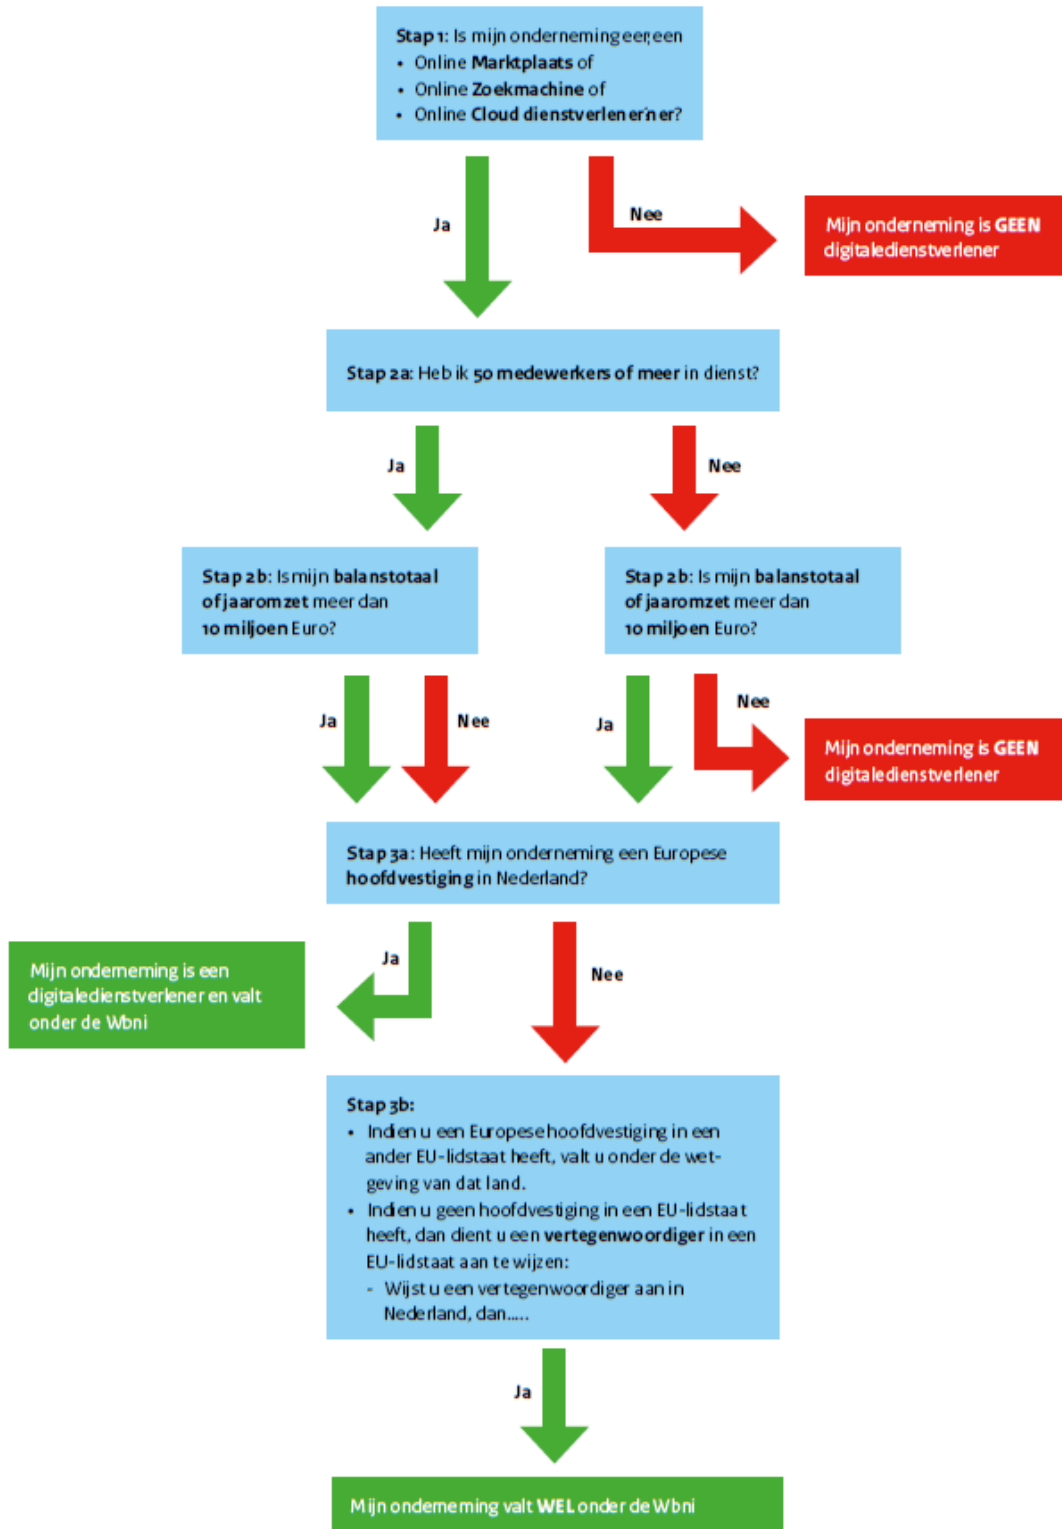 Stap 1: Is mijn onderneming een
• Online Marktplaats of
• Online Zoekmachine of
• Online Cloud dienstverlener?
Ja
Nee
Mijn onderneming is GEEN
digitaledienstverlener
Stap 2a: Heb ik 50 medewerkers of meer in dienst?
Ja
Nee
Stap 2b: Is mijn balanstotaal
of jaaromzet meer dan
10 miljoen Euro?
Stap 2b: Is mijn balanstotaal
of jaaromzet meer dan
10 miljoen Euro?
Ja
Nee
Ja
Nee
Mijn onderneming is GEEN
digitaledienstverlener
Stap 3a: Heeft mijn onderneming een Europese
hoofdvestiging in Nederland?
Ja
Nee
Mijn onderneming is een
digitaledienstverlener en valt
onder de Wbni
Stap 3b:
• Indien u een Europese hoofdvestiging in een
ander EU-lidstaat heeft, valt u onder de wet-
geving van dat land.
• Indien u geen hoofdvestiging in een EU-lidstaat
heeft, dan dient u een vertegenwoordiger in een
EU-lidstaat aan te wijzen:
- Wijst u een vertegenwoordiger aan in
Nederland, dan.....
Ja
Mijn onderneming valt WEL onder de Wbni